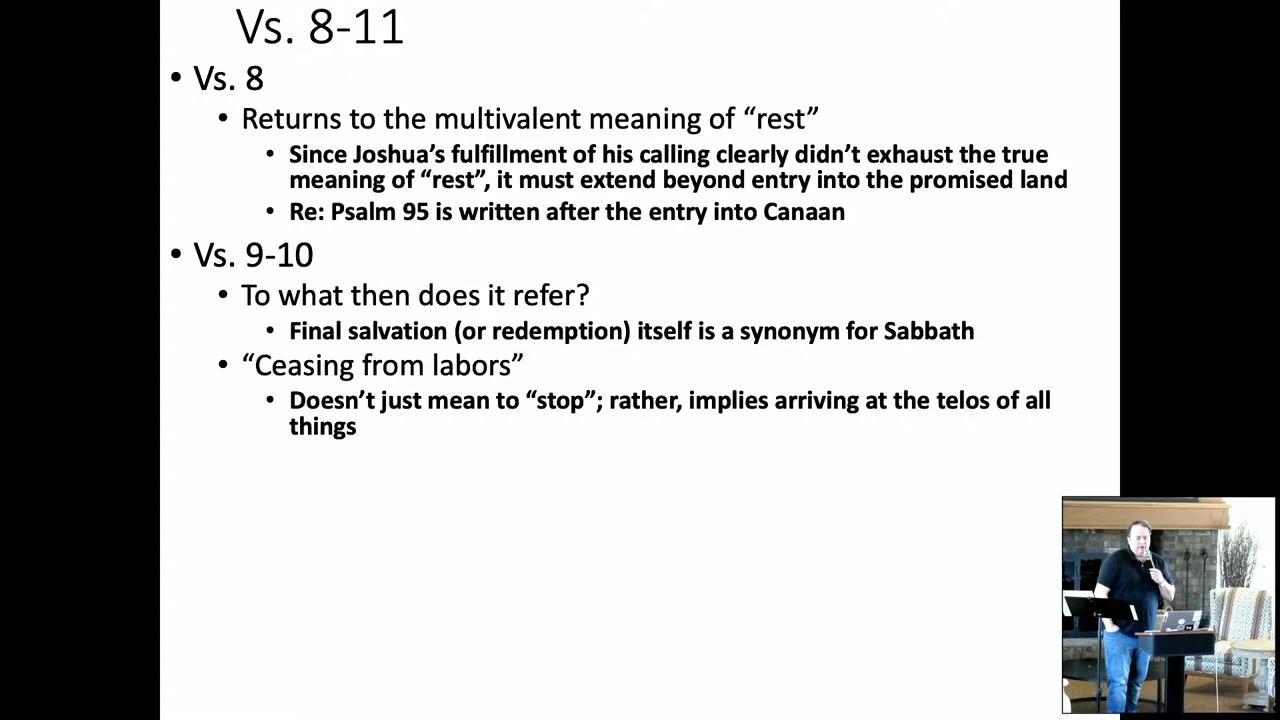 Vs. 8-11
• Vs. 8
• Returns to the multivalent meaning of “rest”
• Since Joshua’s fulfillment of his calling clearly didn’t exhaust the true
meaning of “rest”, it must extend beyond entry into the promised land
• Re: Psalm 95 is written after the entry into Canaan
• Vs. 9-10
• To what then does it refer?
• Final salvation (or redemption) itself is a synonym for Sabbath
• “Ceasing from labors”
• Doesn’t just mean to “stop”; rather, implies arriving at the telos of all
things